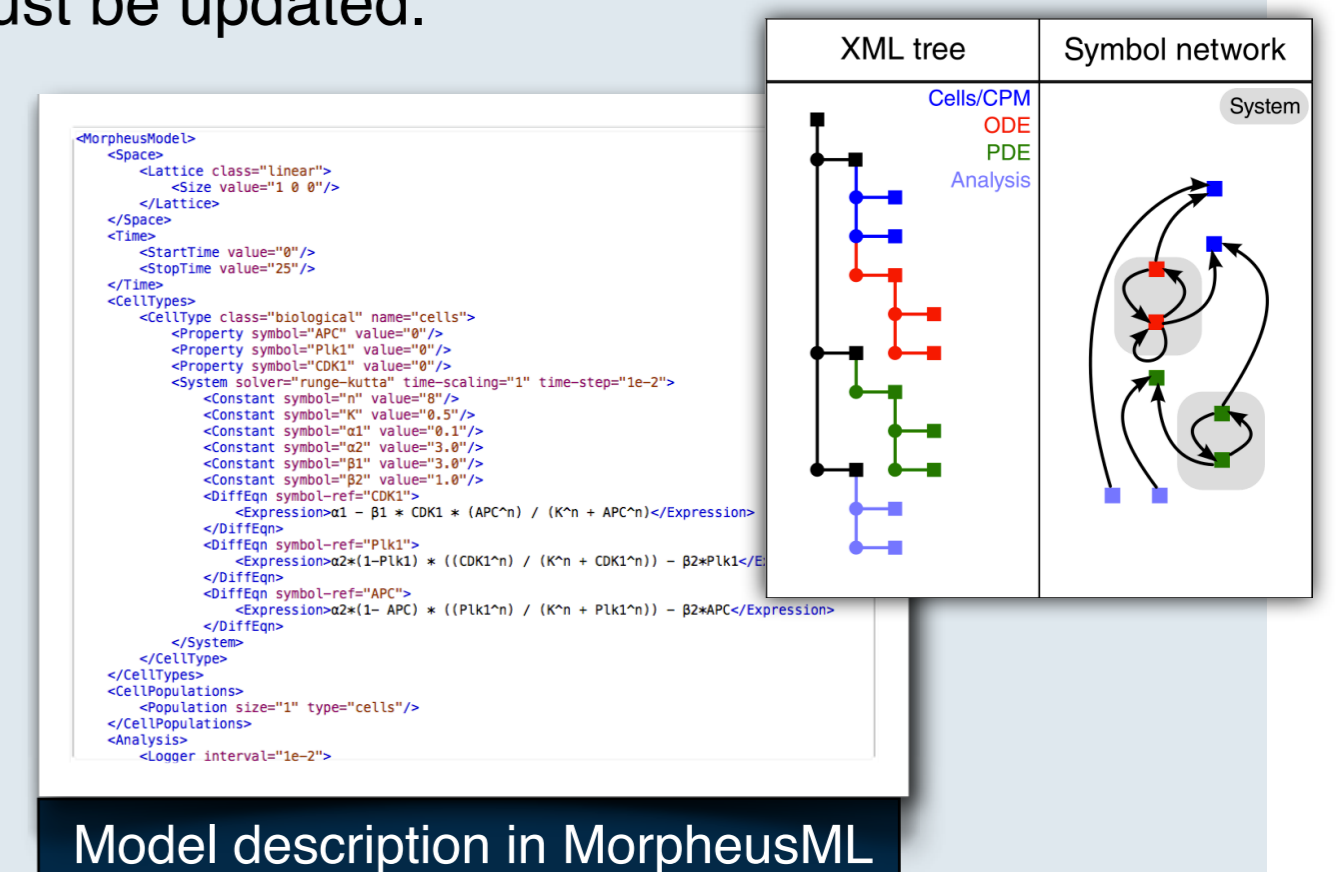 must be updated.
<MorpheusModel>
<Space>
<Lattice class="linear">
<Size value="1 0 0"/>
</Lattice>
</Space>
<Time>
<StartTime value="0"/>
<StopTime value="25"/>
</Time>
<CellTypes>
<CellType class="biological" name="cells">
<Property symbol="APC" value="0"/>
<Property symbol="Plk1" value="0"/>
<Property symbol="CDK1" value="0"/>
<System solver="runge-kutta" time-scaling="1" time-step="1e-2">
<Constant symbol="n" value="8"/>
<Constant symbol="K" value="0.5"/>
<Constant symbol="α1" value="0.1"/>
<Constant symbol="α2" value="3.0"/>
<Constant symbol="β1" value="3.0"/>
<Constant symbol="β2" value="1.0"/>
<DiffEqn symbol-ref="CDK1">
<Expression>α1 - β1 * CDK1 * (APC^n) / (K^n + APC^n)</Expression>
</DiffEqn>
<DiffEqn symbol-ref="Plk1">
<Expression>α2*(1-Plk1) * ((CDK1^n) / (K^n + CDK1^n)) - β2*Plk1</E
</DiffEqn>
<DiffEqn symbol-ref="APC">
<Expression>α2*(1- APC) * ((Plk1^n) / (K^n + Plk1^n)) - β2*APC</Expression>
</DiffEqn>
</System>
</CellType>
</CellTypes>
<CellPopulations>
<Population size="1" type="cells"/>
</CellPopulations>
<Analysis>
<Logger interval="1e-2">
Model description in MorpheusML
XML tree
Cells/CPM
ODE
PDE
Analysis
Symbol network
System